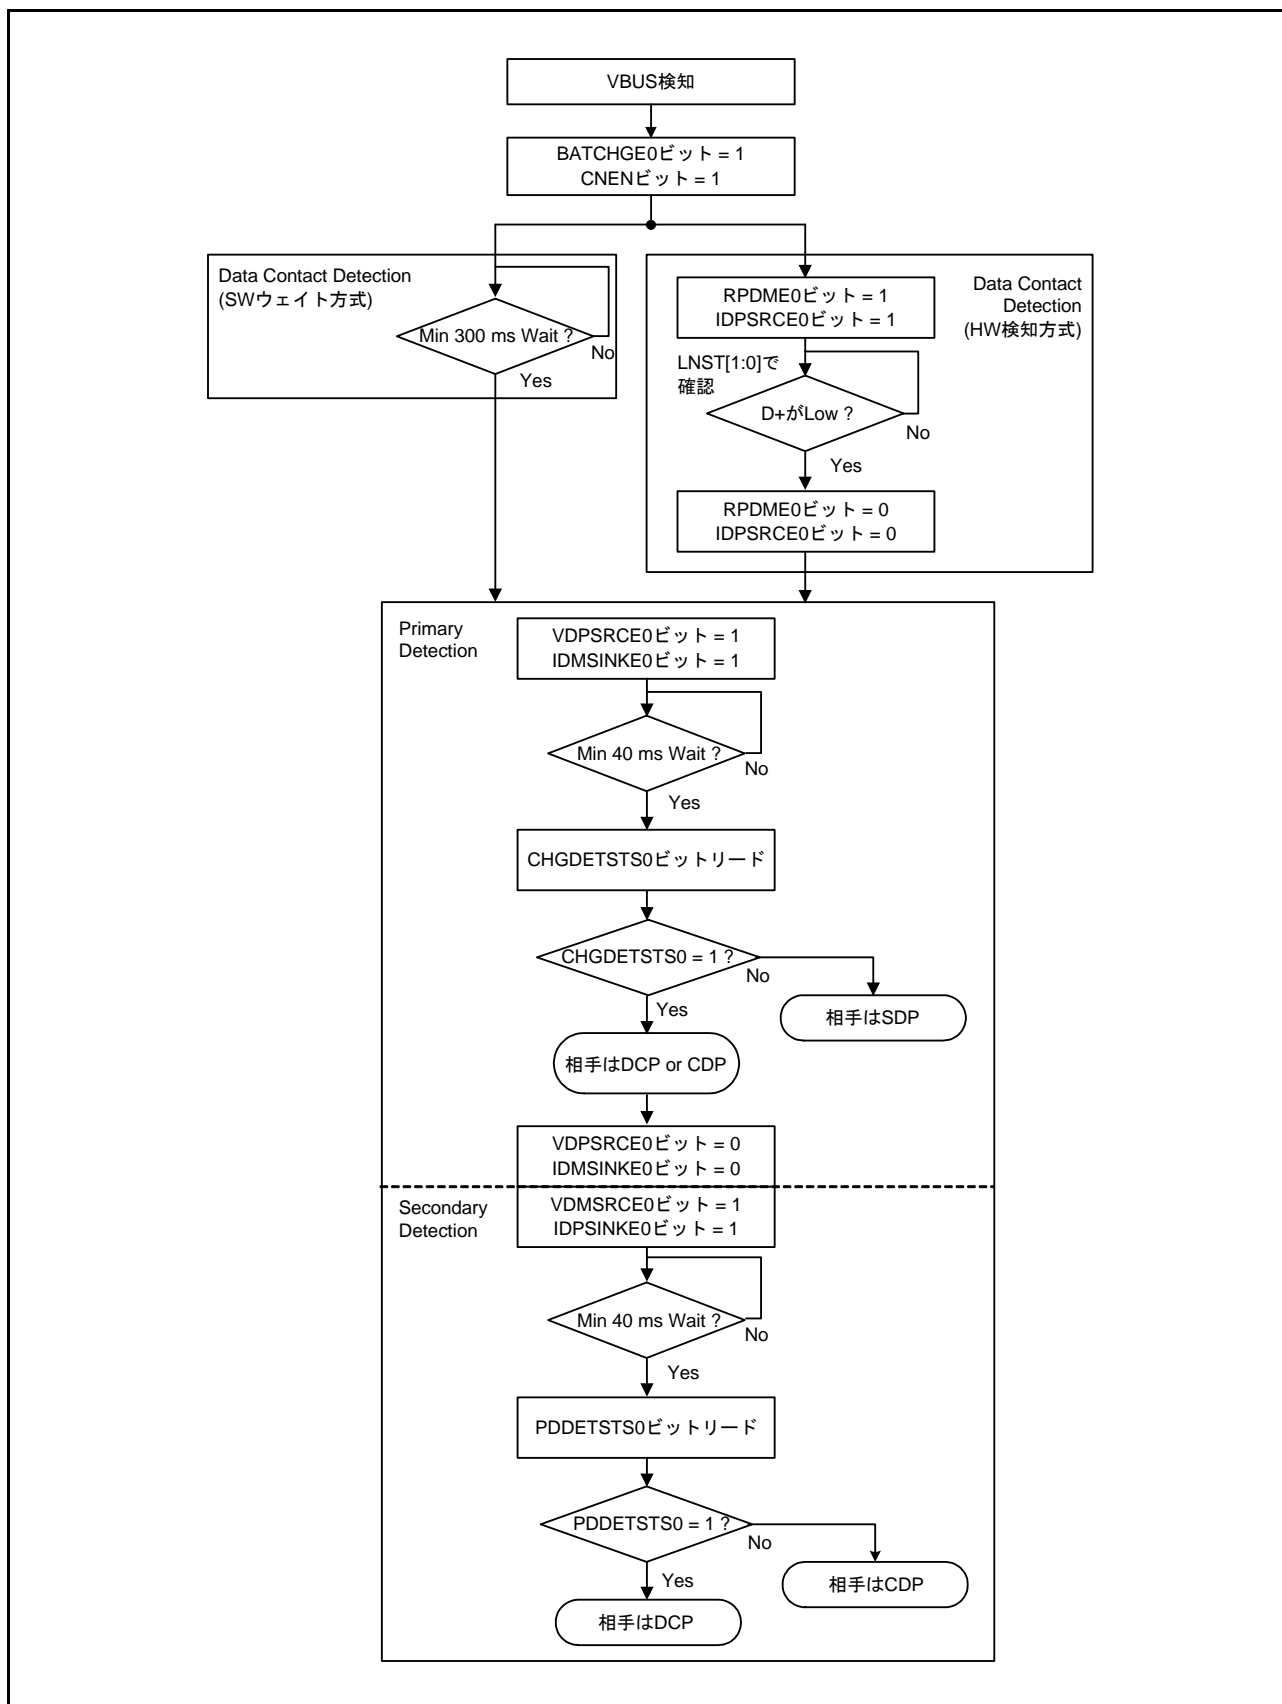 VBUS検知
BATCHGE0ビット = 1
CNENビット = 1
Data Contact Detection
(SWウェイト方式)
Min 300 ms Wait ?
No
Yes
Data Contact
Detection
(HW検知方式)
RPDME0ビット = 1
IDPSRCE0ビット = 1
LNST[1:0]で
確認
D+がLow ?
No
Yes
RPDME0ビット = 0
IDPSRCE0ビット = 0
Primary
Detection
VDPSRCE0ビット = 1
IDMSINKE0ビット = 1
Min 40 ms Wait ?
No
Yes
CHGDETSTS0ビットリード
CHGDETSTS0 = 1 ?
No
Yes
相手はSDP
相手はDCP or CDP
VDPSRCE0ビット = 0
IDMSINKE0ビット = 0
Secondary
Detection
VDMSRCE0ビット = 1
IDPSINKE0ビット = 1
Min 40 ms Wait ?
No
Yes
PDDETSTS0ビットリード
PDDETSTS0 = 1 ?
No
Yes
相手はCDP
相手はDCP